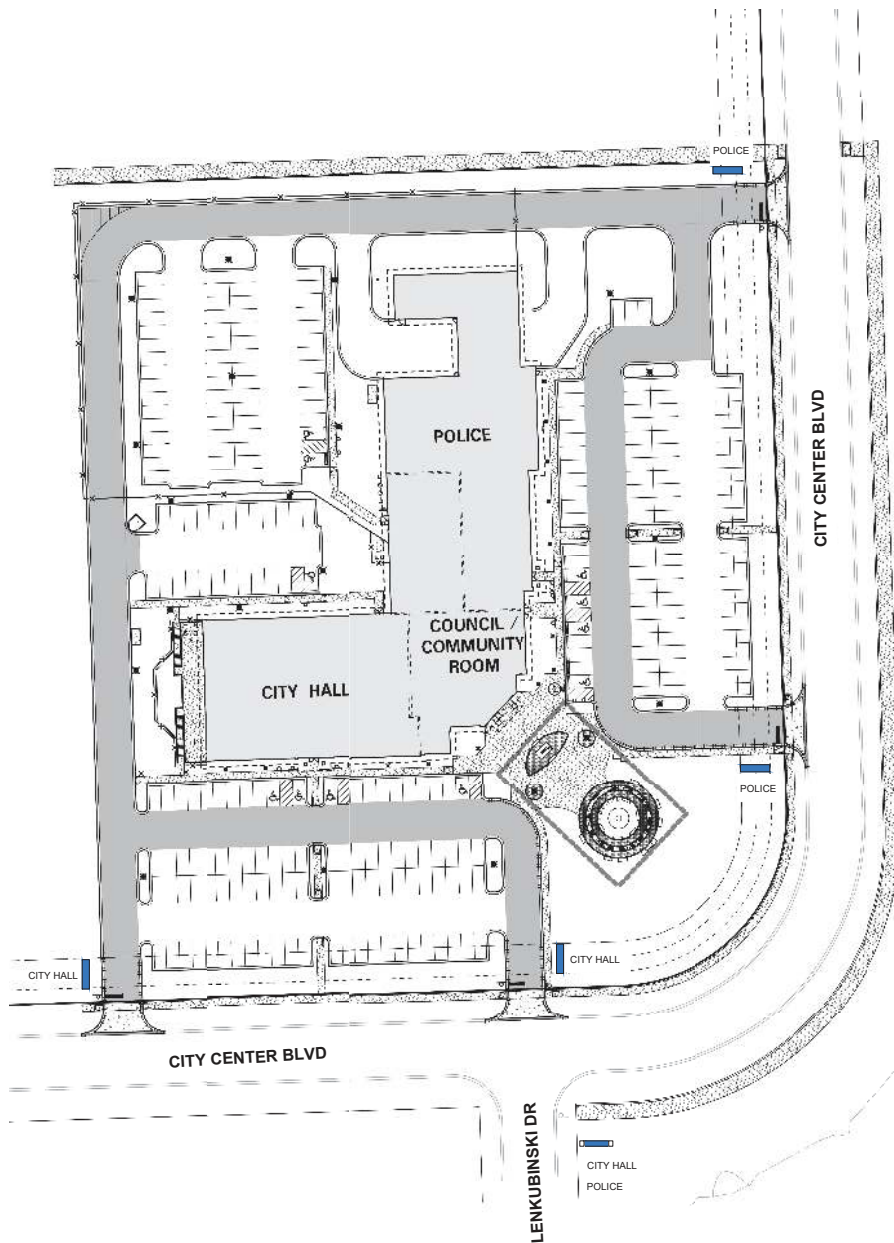 POLICE
CITY CENTER BLVD
POLICE
COUNCIL /
COMMUNITY
ROOM
CITY HALL
POLICE
CITY HALL
CITY HALL
CITY CENTER BLVD
LENKUBINSKI DR
CITY HALL
POLICE